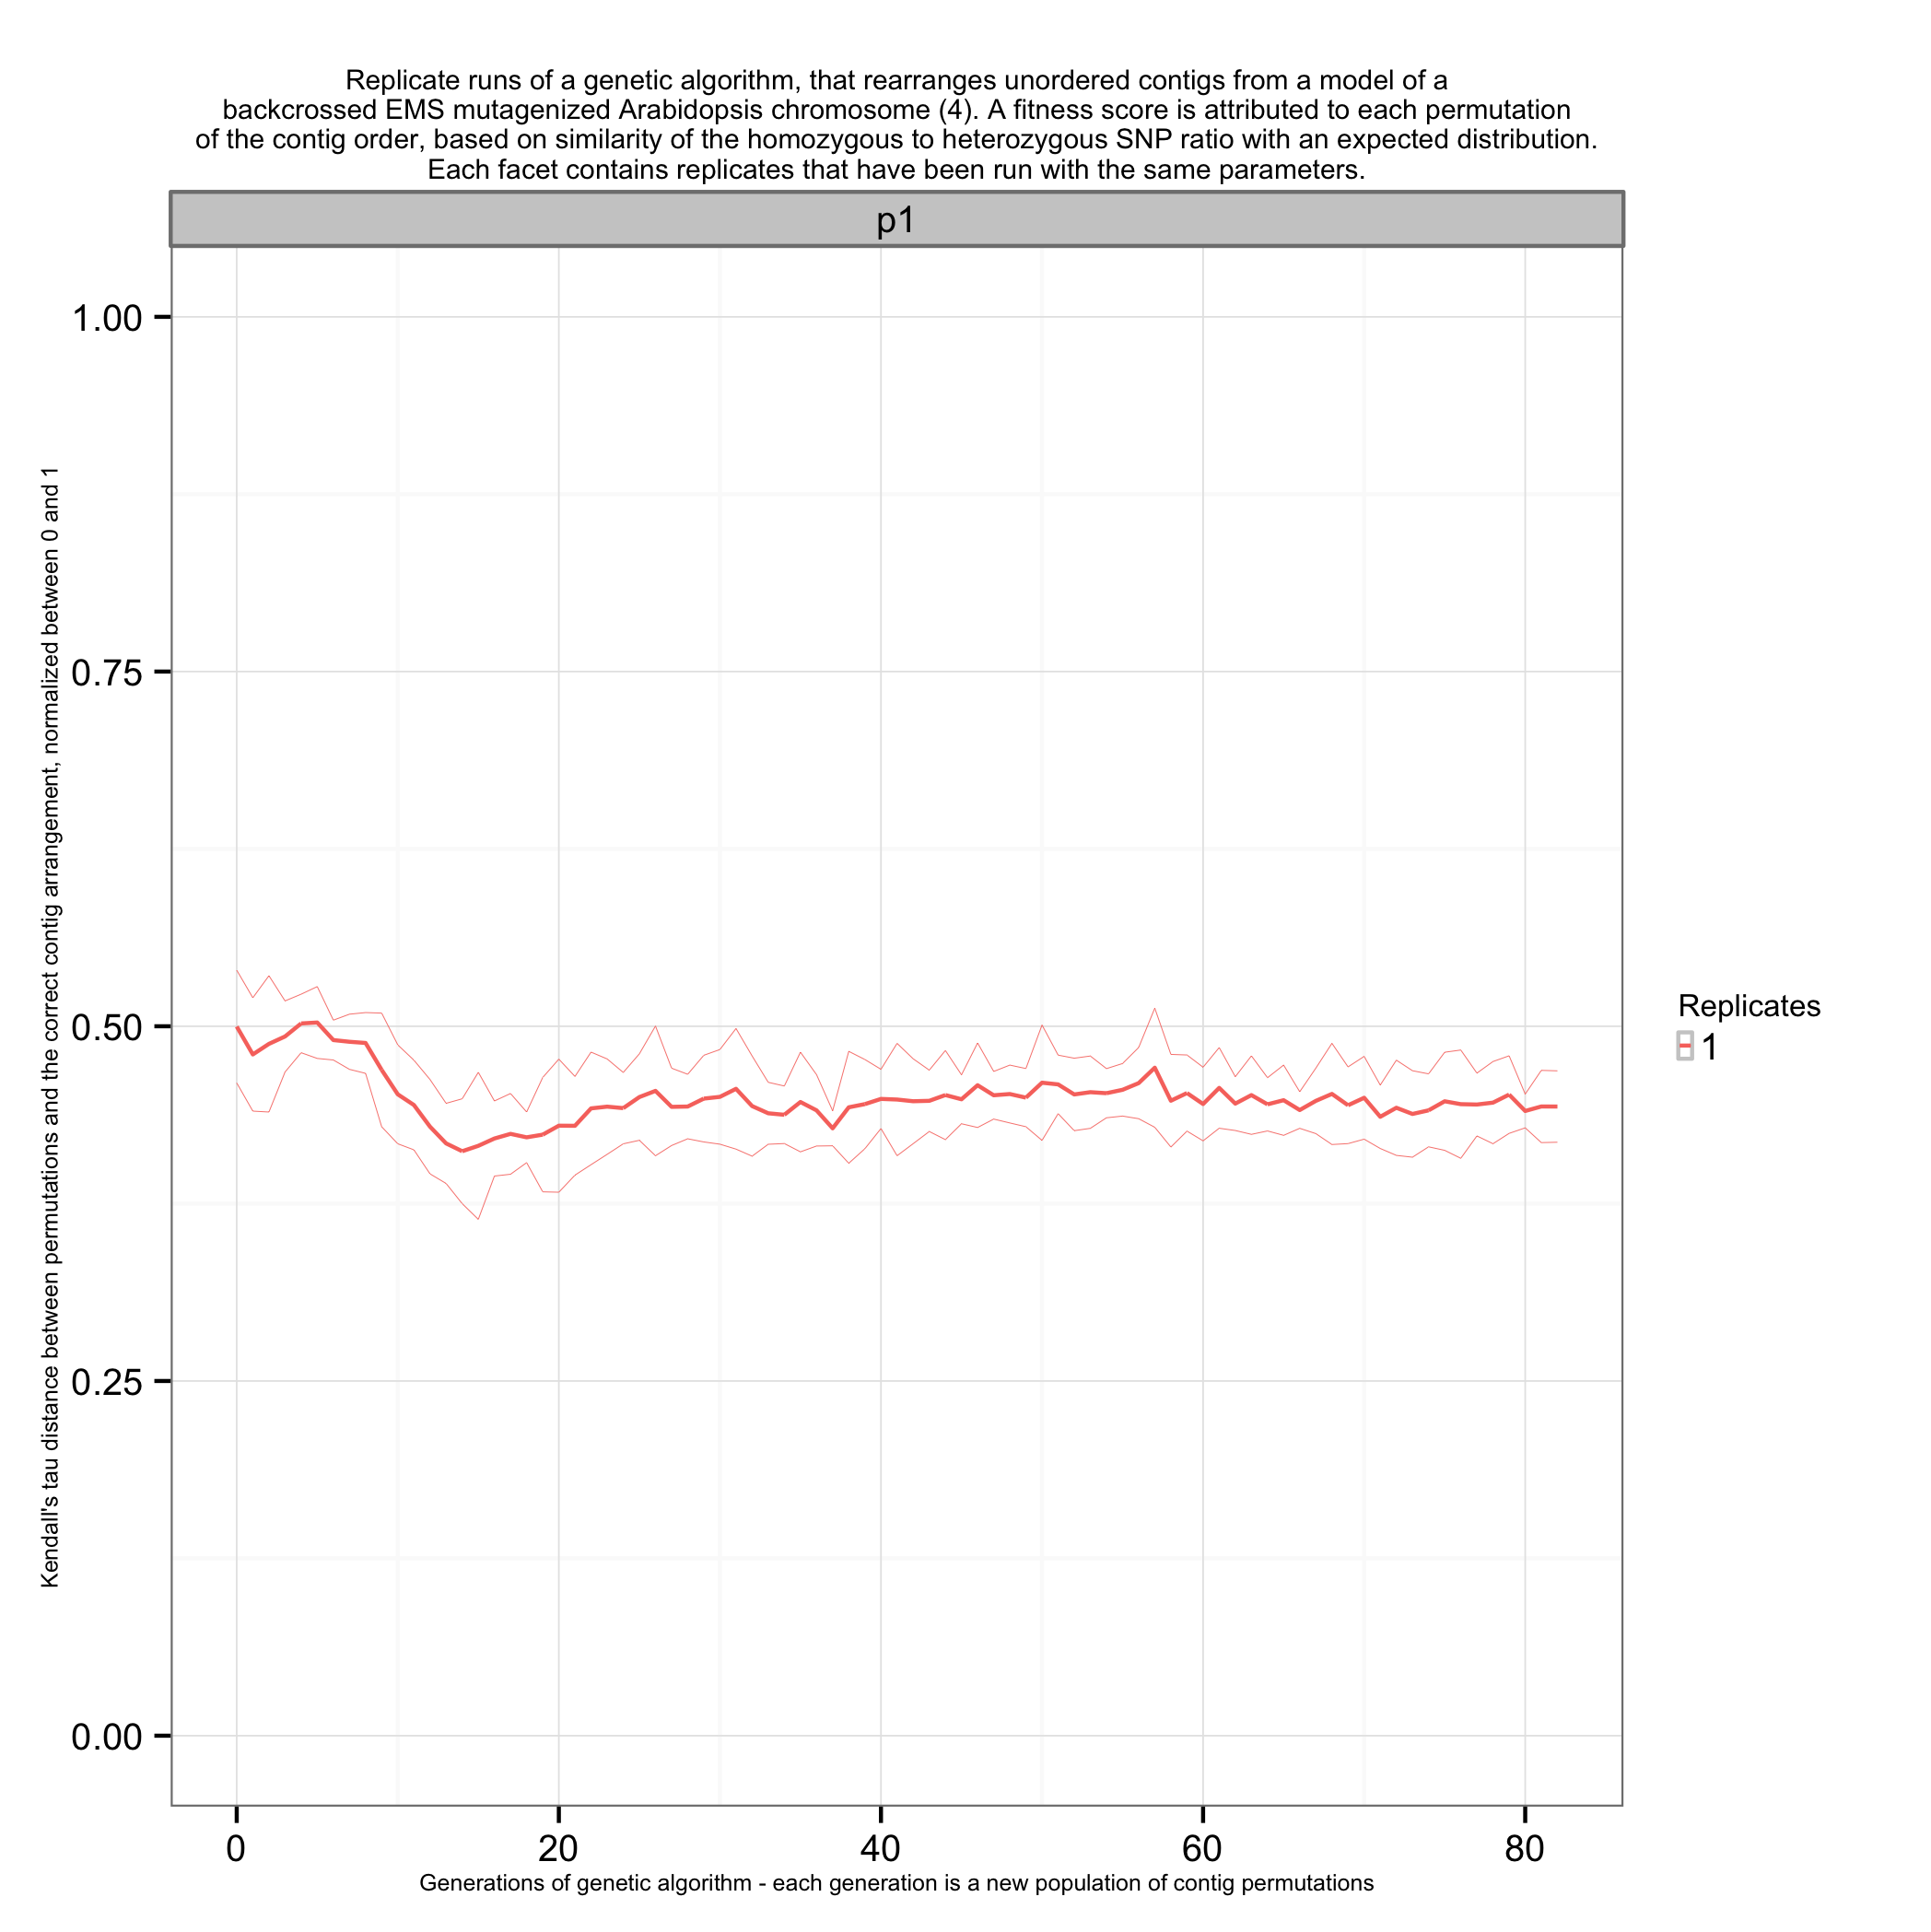 Replicate runs of a genetic algorithm, that rearranges unordered contigs from a model of a
backcrossed EMS mutagenized Arabidopsis chromosome (4). A fitness score is attributed to each permutation
of the contig order, based on similarity of the homozygous to heterozygous SNP ratio with an expected distribution.
Each facet contains replicates that have been run with the same parameters.
p1
Kendall's tau distance between permutations and the correct contig arrangement, normalized between 0 and 1
1.00
0.75
0.50
0.25
0.00
0 20 40 60 80
Generations of genetic algorithm - each generation is a new population of contig permutations
Replicates
1